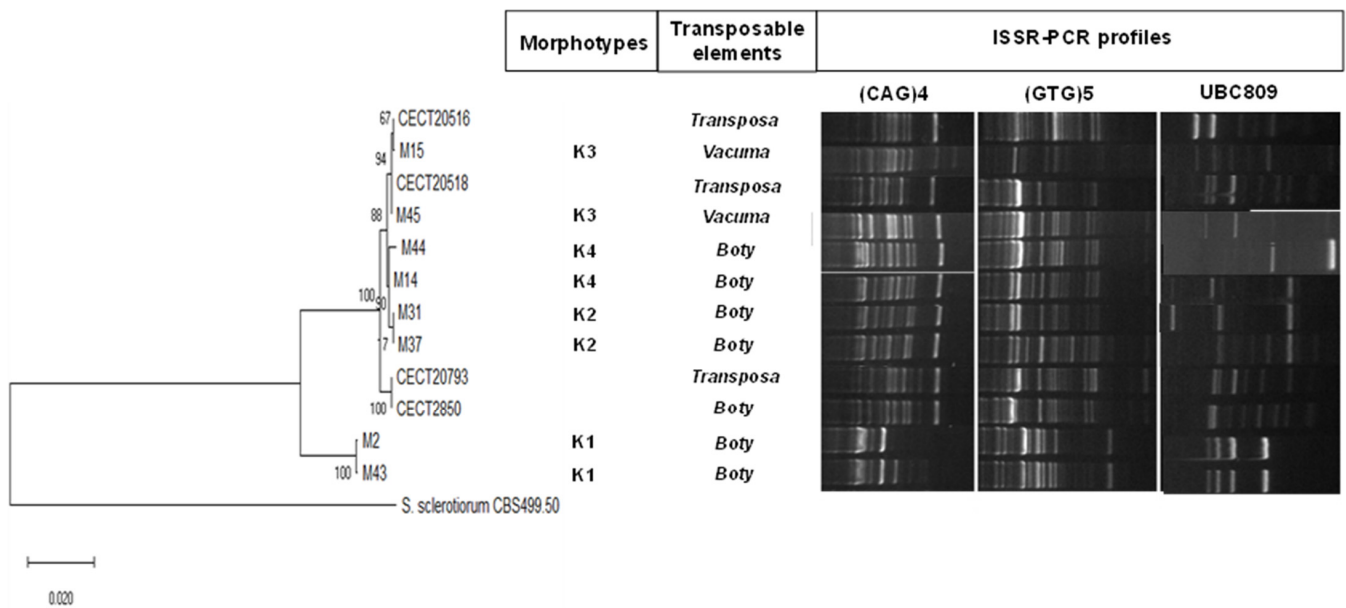 Morphotypes Transposable elements ISSR-PCR profiles
(CAG)4 (GTG)5 UBC809
67 CECT20516 Transposa
94 M15 K3 Vacuma
CECT20518 Transposa
88 M45 K3 Vacuma
M44 K4 Boty
M14 K4 Boty
100 90 M31 K2 Boty
7 M37 K2 Boty
CECT20793 Transposa
100 CECT2850 Boty
M2 K1 Boty
100 M43 K1 Boty
S. sclerotiorum CBS499.50
0.020